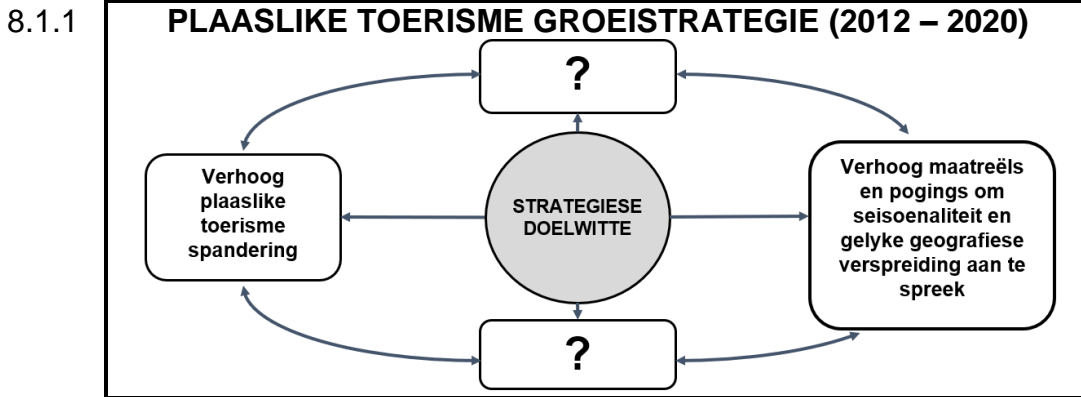 8.1.1
PLAASLIKE TOERISME GROEISTRATEGIE (2012 – 2020)
?
Verhoog
plaaslike
toerisme
spandering
STRATEGIESE
DOELWITTE
Verhoog maatreëls
en pogings om
seisoenaliteit en
gelyke geografiese
verspreiding aan te
spreek
?